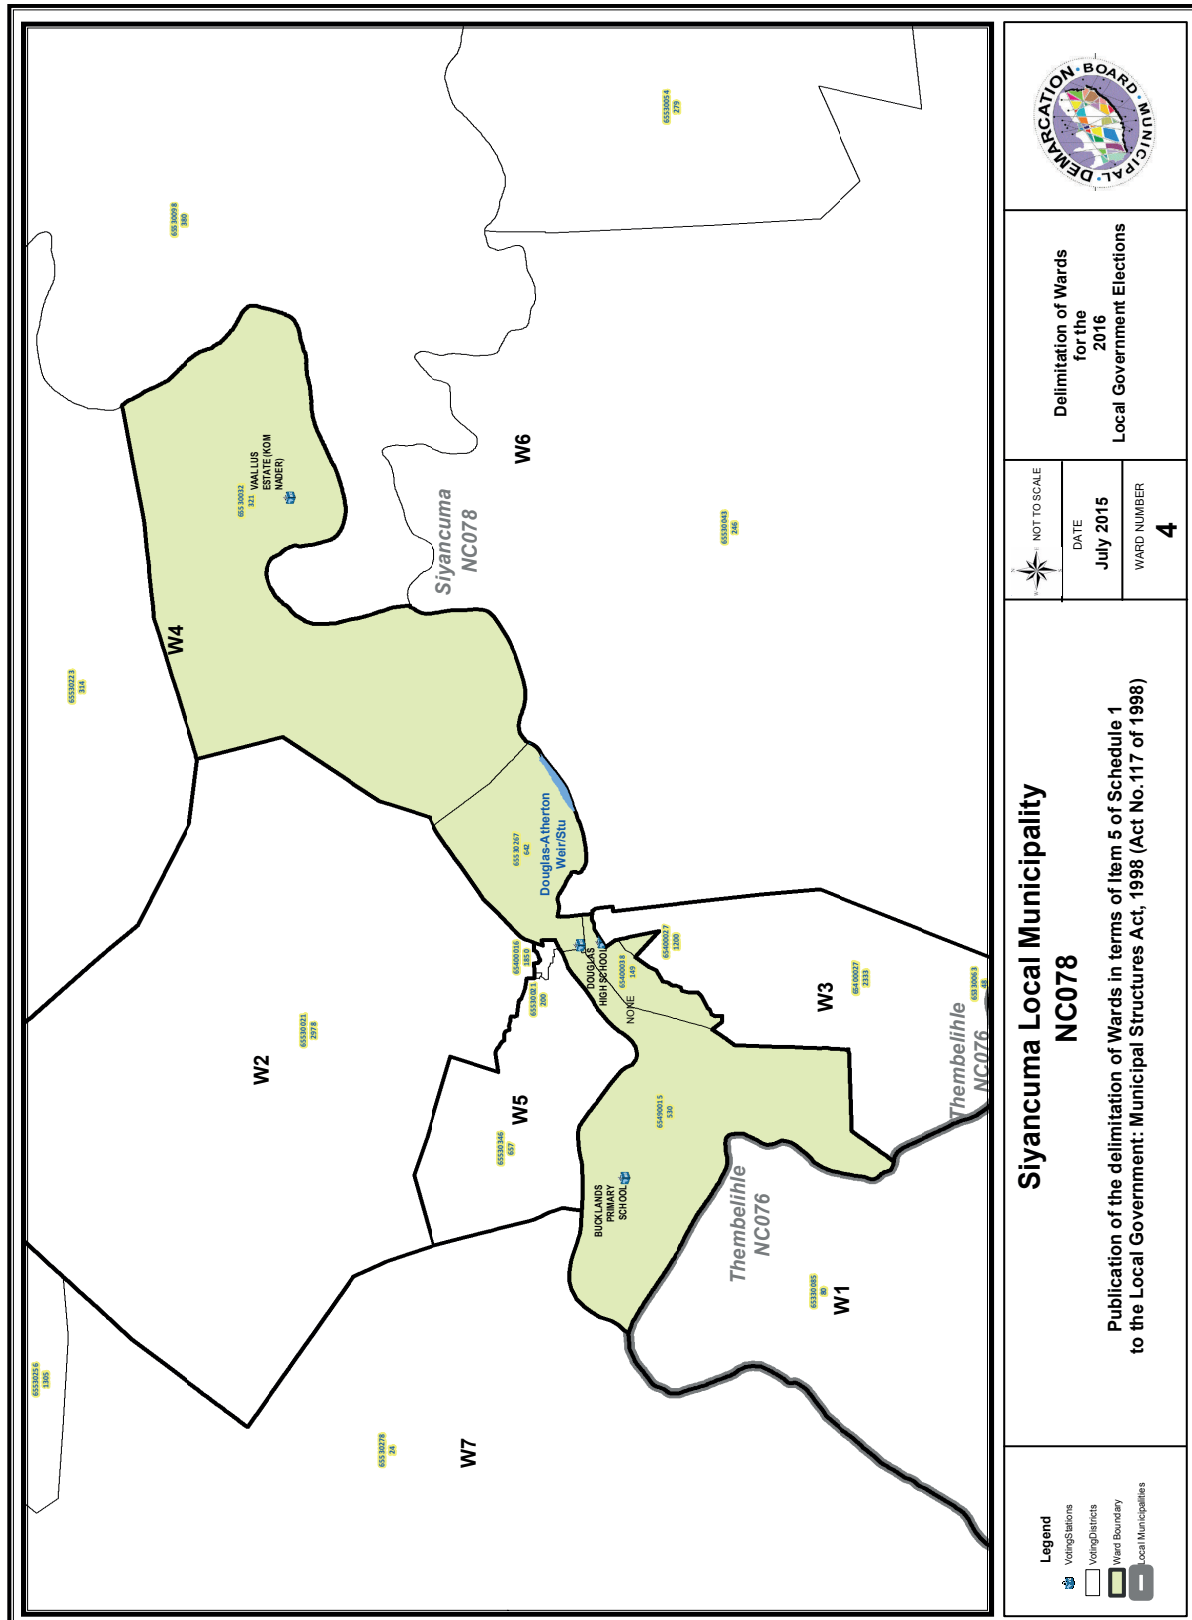 65530098
380
65530054
279
VAALLUS
ESTATE (KOM
NADER)
65530032
321
W6
65530043
246
Siyancuma
NC078
W4
65530223
314
65530267
642
Douglas-Atherton
Weir/Stu
65400016
1850
65530021
200
DOUGLAS
HIGH SCHOOL
65400038
149
NONE
65400027
1200
65400027
2333
65330063
48
W3
Thembelihle
NC076
65530021
2978
W2
W5
65530346
657
65490015
530
BUCKLANDS
PRIMARY
SCHOOL
Thembelihle
NC076
65330085
80
W1
65530256
1305
65530278
24
W7
Legend
VotingStations
VotingDistricts
Ward Boundary
Local Municipalities
Siyancuma Local Municipality
NC078
Publication of the delimitation of Wards in terms of Item 5 of Schedule 1
to the Local Government: Municipal Structures Act, 1998 (Act No.117 of 1998)
N
E
S
W
NOT TO SCALE
DATE
July 2015
WARD NUMBER
4
Delimitation of Wards
for the
2016
Local Government Elections
MUNICIPAL • DEMARCATION • BOARD •